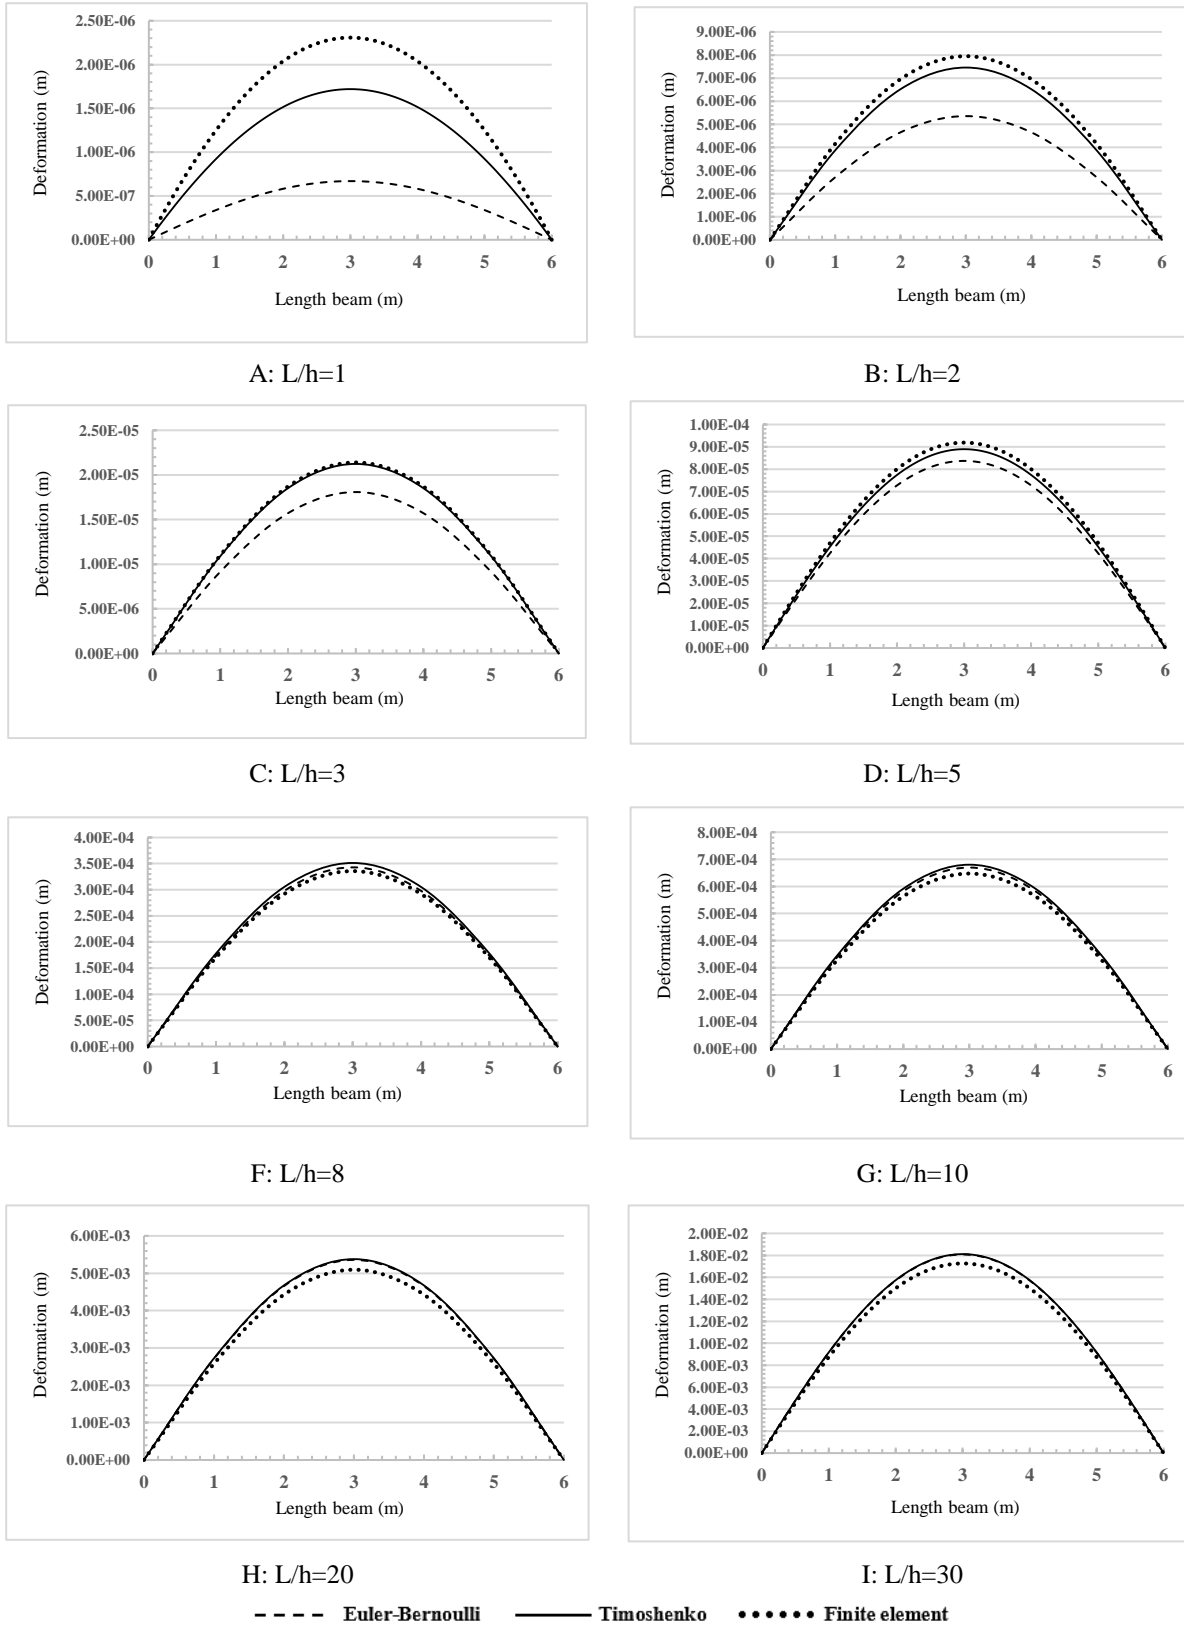 2.50E-06
2.00E-06
1.50E-06
1.00E-06
5.00E-07
0.00E+00
Deformation (m)
0 1 2 3 4 5 6
Length beam (m)
A: L/h=1
9.00E-06
8.00E-06
7.00E-06
6.00E-06
5.00E-06
4.00E-06
3.00E-06
2.00E-06
1.00E-06
0.00E+00
Deformation (m)
0 1 2 3 4 5 6
Length beam (m)
B: L/h=2
2.50E-05
2.00E-05
1.50E-05
1.00E-05
5.00E-06
0.00E+00
Deformation (m)
0 1 2 3 4 5 6
Length beam (m)
C: L/h=3
1.00E-04
9.00E-05
8.00E-05
7.00E-05
6.00E-05
5.00E-05
4.00E-05
3.00E-05
2.00E-05
1.00E-05
0.00E+00
Deformation (m)
0 1 2 3 4 5 6
Length beam (m)
D: L/h=5
4.00E-04
3.50E-04
3.00E-04
2.50E-04
2.00E-04
1.50E-04
1.00E-04
5.00E-05
0.00E+00
Deformation (m)
0 1 2 3 4 5 6
Length beam (m)
F: L/h=8
8.00E-04
7.00E-04
6.00E-04
5.00E-04
4.00E-04
3.00E-04
2.00E-04
1.00E-04
0.00E+00
Deformation (m)
0 1 2 3 4 5 6
Length beam (m)
G: L/h=10
6.00E-03
5.00E-03
4.00E-03
3.00E-03
2.00E-03
1.00E-03
0.00E+00
Deformation (m)
0 1 2 3 4 5 6
Length beam (m)
H: L/h=20
2.00E-02
1.80E-02
1.60E-02
1.40E-02
1.20E-02
1.00E-02
8.00E-03
6.00E-03
4.00E-03
2.00E-03
0.00E+00
Deformation (m)
0 1 2 3 4 5 6
Length beam (m)
I: L/h=30
Euler-Bernoulli Timoshenko Finite element